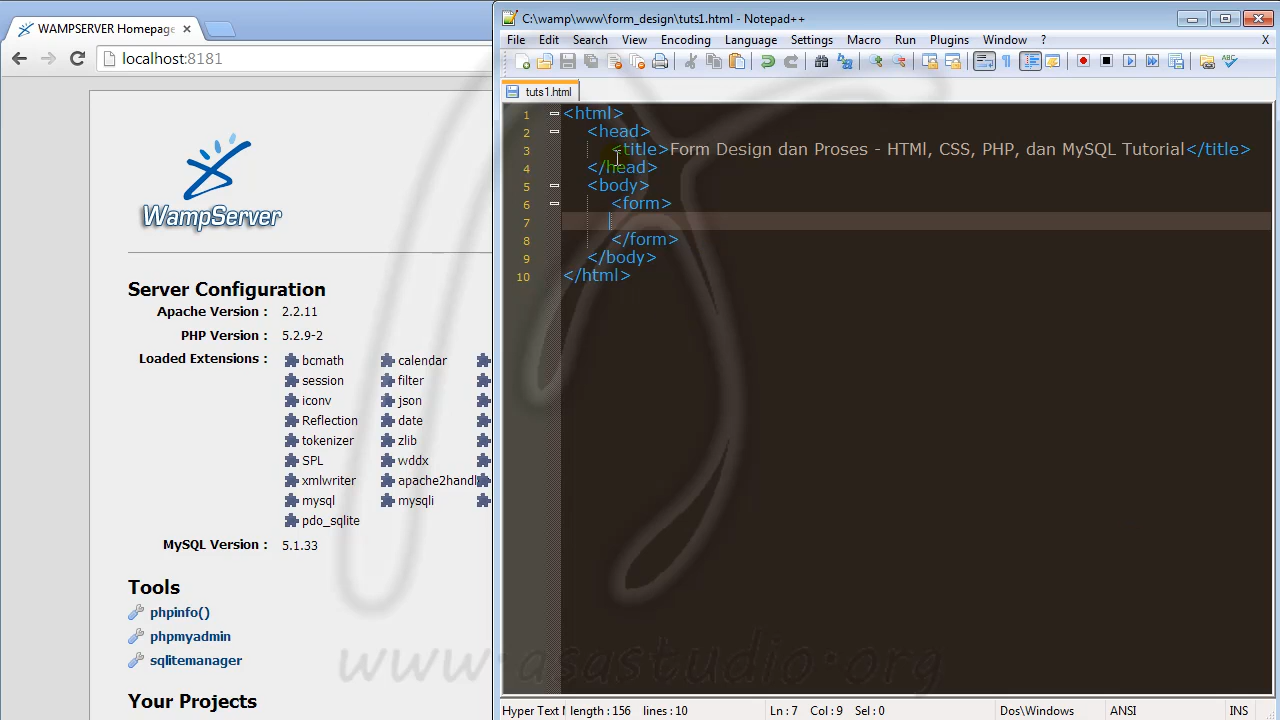 WAMPSERVER Homepage
localhost:8181
WampServer
Server Configuration
Apache Version : 2.2.11
PHP Version : 5.2.9-2
Loaded Extensions : bcmath calendar
session filter
iconv json
Reflection date
tokenizer zlib
SPL wddx
xmlwriter apache2handl
mysql mysqli
pdo_sqlite
MySQL Version : 5.1.33
Tools
phpinfo()
phpmyadmin
sqlitemanager
Your Projects
C:\wamp\www\form_design\tuts1.html - Notepad++
File Edit Search View Encoding Language Settings Macro Run Plugins Window ? X
tuts1.html
1 <html>
2 <head>
3 <title>Form Design dan Proses - HTMl, CSS, PHP, dan MySQL Tutorial</title>
4 </head>
5 <body>
6 <form>
7
8 </form>
9 </body>
10 </html>
Hyper Text M length : 156 lines : 10 Ln : 7 Col : 9 Sel : 0 Dos\Windows ANSI INS
www.asastudio.org